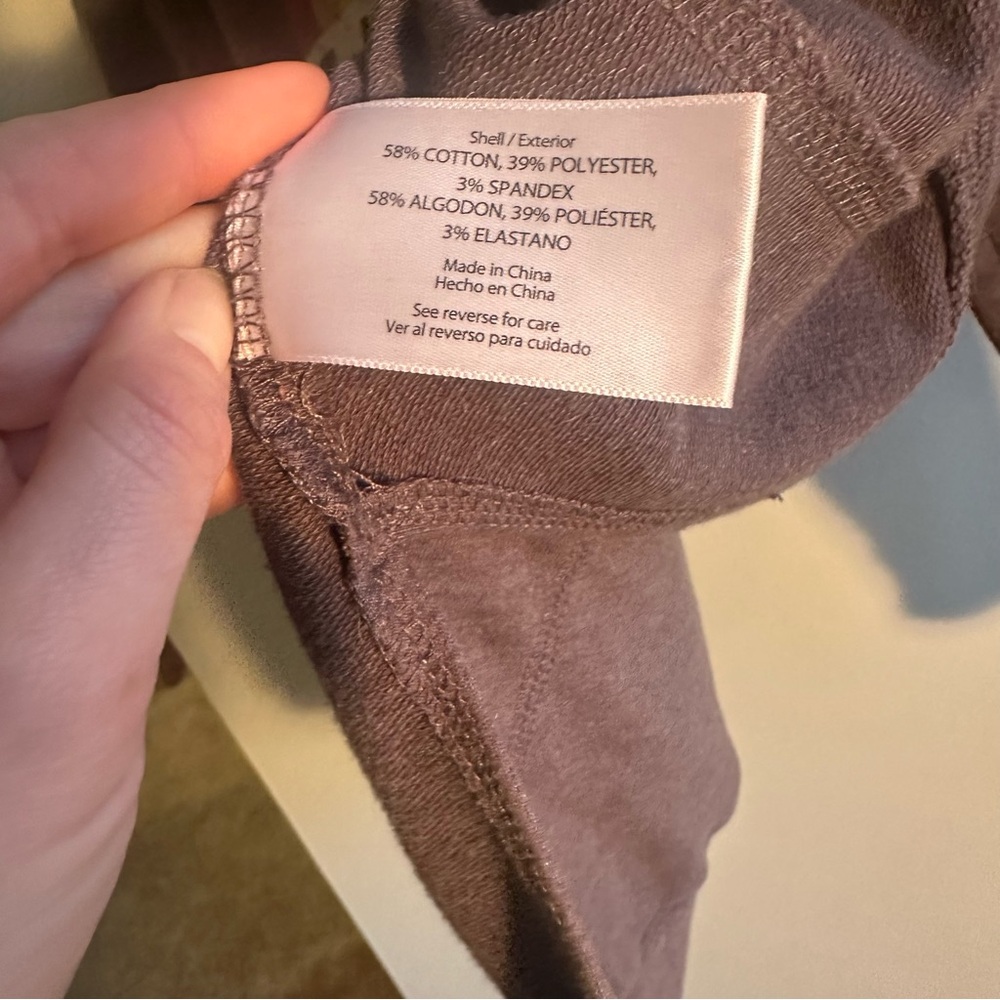 Shell / Exterior
58% COTTON, 39% POLYESTER,
3% SPANDEX
58% ALGODON, 39% POLIÉSTER,
3% ELASTANO
Made in China
Hecho en China
See reverse for care
Ver al reverso para cuidado